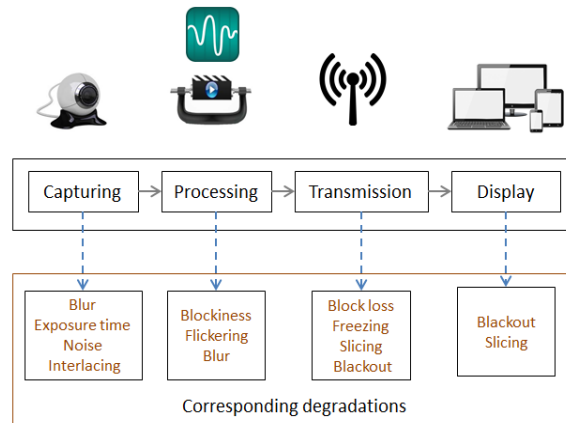 Capturing
Processing
Transmission
Display
Blur
Exposure time
Noise
Interlacing
Blockiness
Flickering
Blur
Block loss
Freezing
Slicing
Blackout
Blackout
Slicing
Corresponding degradations